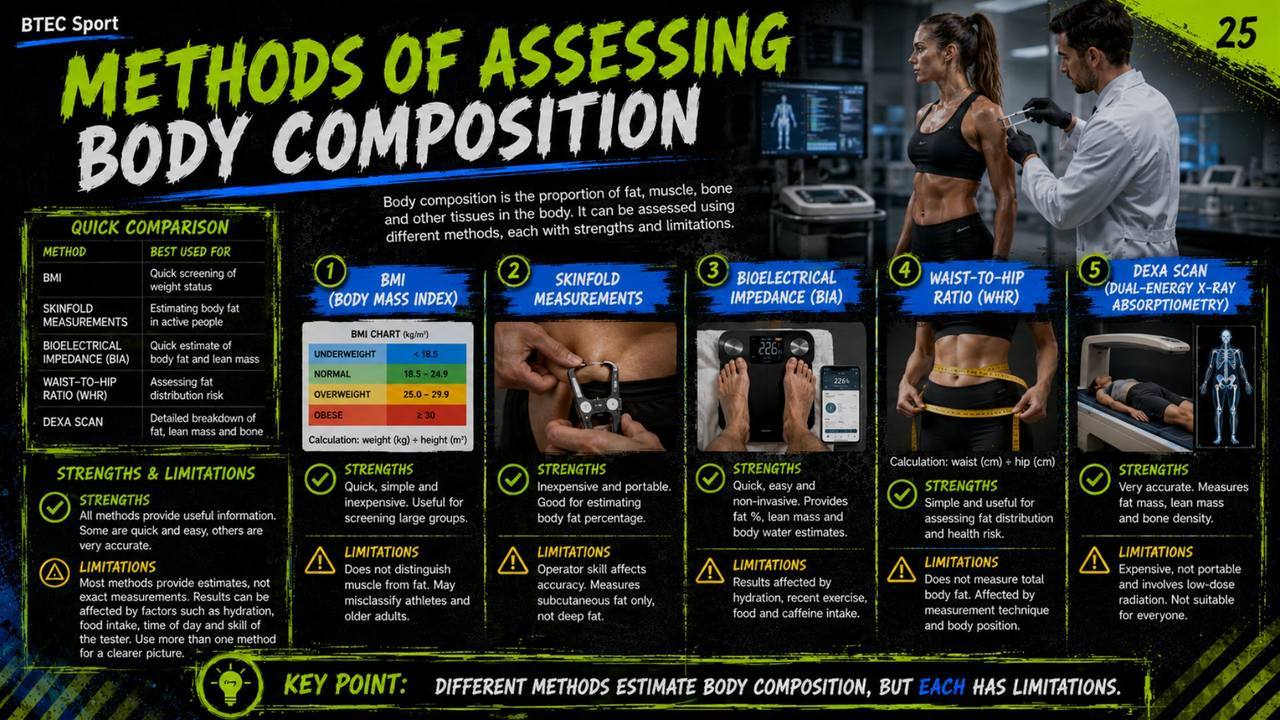 BTEC Sport
25
METHODS OF ASSESSING
BODY COMPOSITION
Body composition is the proportion of fat, muscle, bone
and other tissues in the body. It can be assessed using
different methods, each with strengths and limitations.
QUICK COMPARISON
METHOD BEST USED FOR
BMI
Quick screening of
weight status
SKINFOLD
MEASUREMENTS
Estimating body fat
in active people
BIOELECTRICAL
IMPEDANCE (BIA)
Quick estimate of
body fat and lean mass
WAIST-TO-HIP
RATIO (WHR)
Assessing fat
distribution risk
DEXA SCAN
Detailed breakdown of
fat, lean mass and bone
STRENGTHS & LIMITATIONS
STRENGTHS
All methods provide useful information.
Some are quick and easy, others are
very accurate.
LIMITATIONS
Most methods provide estimates, not
exact measurements. Results can be
affected by factors such as hydration,
food intake, time of day and skill of
the tester. Use more than one method
for a clearer picture.
1
BMI
(BODY MASS INDEX)
BMI CHART (kg/m²)
UNDERWEIGHT < 18.5
NORMAL 18.5 – 24.9
OVERWEIGHT 25.0 – 29.9
OBESE ≥ 30
Calculation: weight (kg) ÷ height (m²)
STRENGTHS
Quick, simple and
inexpensive. Useful for
screening large groups.
LIMITATIONS
Does not distinguish
muscle from fat. May
misclassify athletes and
older adults.
2
SKINFOLD
MEASUREMENTS
STRENGTHS
Inexpensive and portable.
Good for estimating
body fat percentage.
LIMITATIONS
Operator skill affects
accuracy. Measures
subcutaneous fat only,
not deep fat.
3
BIOELECTRICAL
IMPEDANCE (BIA)
STRENGTHS
Quick, easy and
non-invasive. Provides
fat %, lean mass and
body water estimates.
LIMITATIONS
Results affected by
hydration, recent exercise,
food and caffeine intake.
4
WAIST-TO-HIP
RATIO (WHR)
Calculation: waist (cm) ÷ hip (cm)
STRENGTHS
Simple and useful for
assessing fat distribution
and health risk.
LIMITATIONS
Does not measure total
body fat. Affected by
measurement technique
and body position.
5
DEXA SCAN
(DUAL-ENERGY X-RAY
ABSORPTIOMETRY)
STRENGTHS
Very accurate. Measures
fat mass, lean mass
and bone density.
LIMITATIONS
Expensive, not portable
and involves low-dose
radiation. Not suitable
for everyone.
KEY POINT: DIFFERENT METHODS ESTIMATE BODY COMPOSITION, BUT EACH HAS LIMITATIONS.